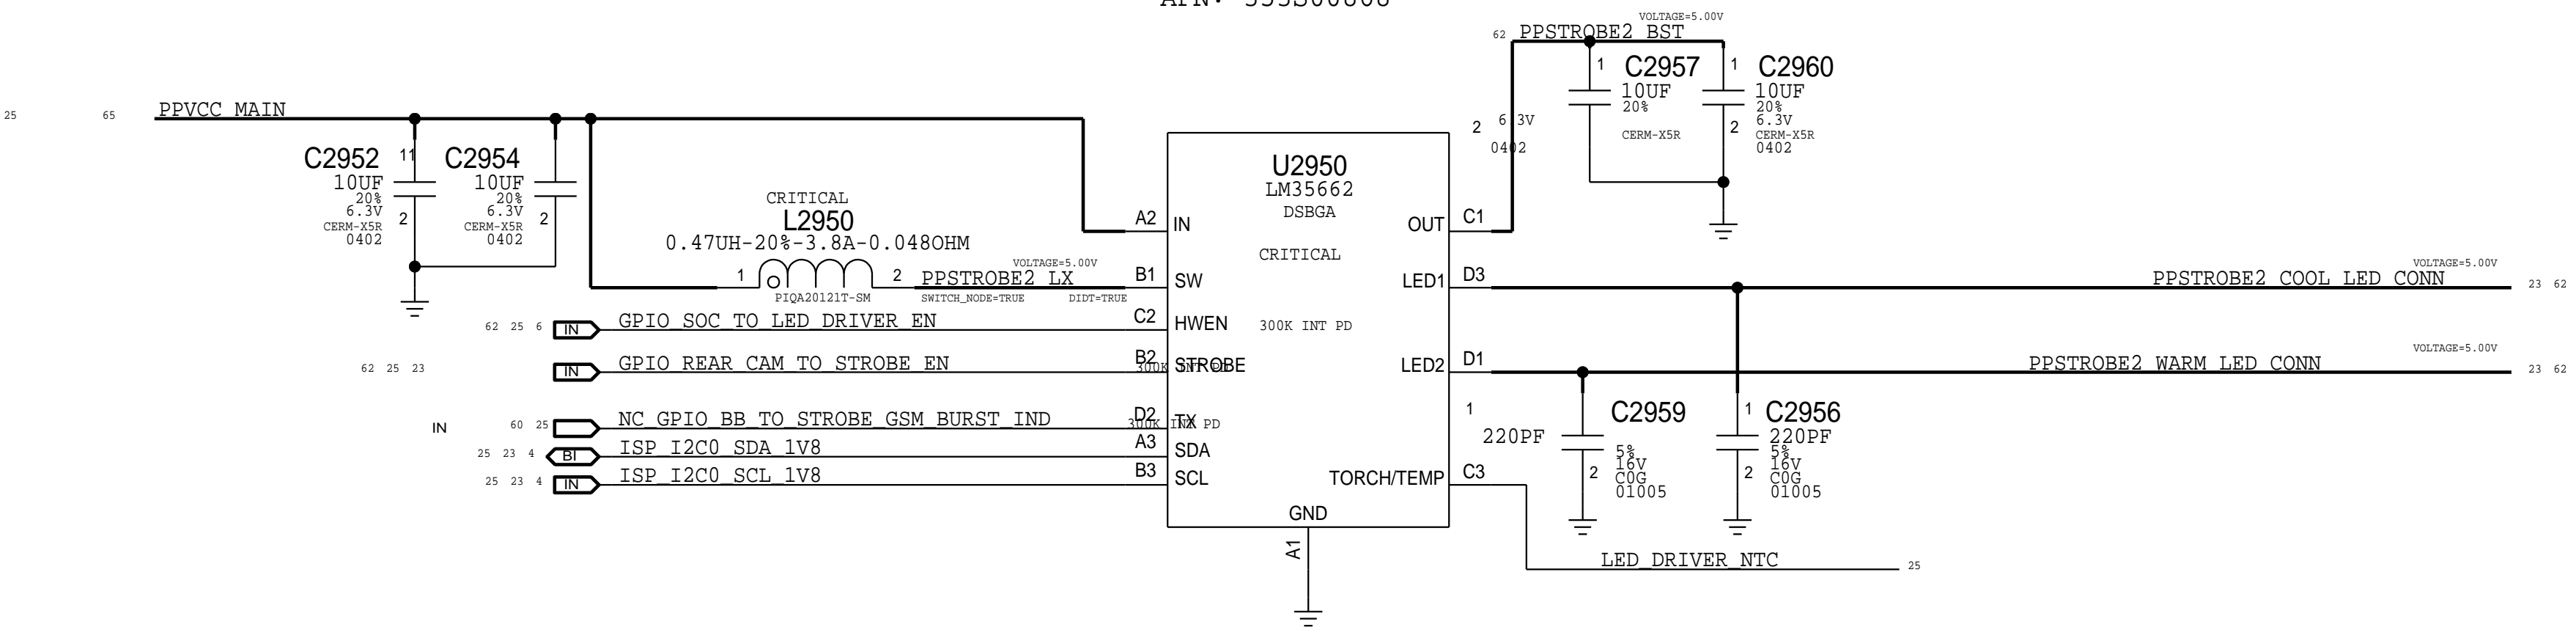 VOLTAGE=5.00V
62 PPSTROBE2_BST
1 C2957 1 C2960
10UF 10UF
20% 20%
2 6.3V 2 6.3V
CERM-X5R CERM-X5R
0402 0402
25 65 PPVCC_MAIN
C2952 11 C2954
10UF 10UF
20% 20%
6.3V 6.3V
2 2
CERM-X5R CERM-X5R
0402 0402
CRITICAL
L2950
0.47UH-20%-3.8A-0.048OHM
1 2 PPSTROBE2_LX
VOLTAGE=5.00V
PIQA20121T-SM SWITCH_NODE=TRUE DIDT=TRUE
U2950
LM35662
DSBGA
CRITICAL
A2 IN
B1 SW
C2 HWEN
300K INT PD
B2 STROBE
300K INT PD
D2 TX
300K INT PD
A3 SDA
B3 SCL
OUT C1
LED1 D3
LED2 D1
TORCH/TEMP C3
GND
A1
62 25 6 IN GPIO_SOC_TO_LED_DRIVER_EN
62 25 23 IN GPIO_REAR_CAM_TO_STROBE_EN
IN 60 25 NC_GPIO_BB_TO_STROBE_GSM_BURST_IND
25 23 4 BI ISP_I2C0_SDA_1V8
25 23 4 IN ISP_I2C0_SCL_1V8
VOLTAGE=5.00V
PPSTROBE2_COOL_LED_CONN 23 62
VOLTAGE=5.00V
PPSTROBE2_WARM_LED_CONN 23 62
1 C2959 1 C2956
220PF 220PF
5% 5%
16V 16V
2 2
C0G C0G
01005 01005
LED_DRIVER_NTC 25